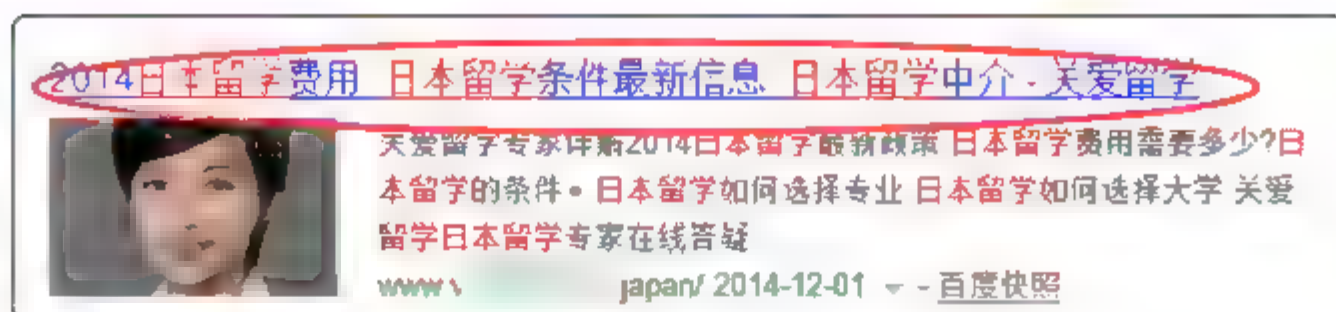 2014日本留学费用 日本留学条件最新信息 日本留学中介 - 关爱留学
关爱留学专家详解2014日本留学最新政策 日本留学费用需要多少?日
本留学的条件• 日本留学如何选择专业 日本留学如何选择大学 关爱
留学日本留学专家在线答疑
www japan/ 2014-12-01 - 百度快照